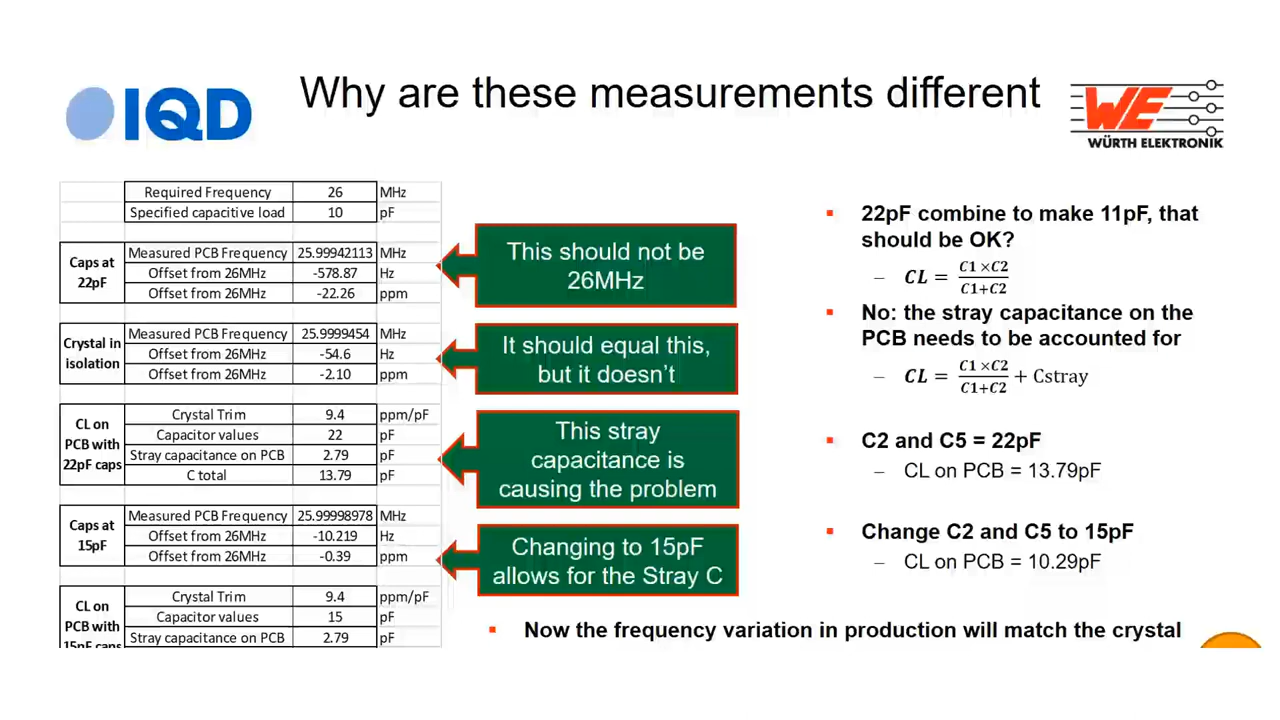 IQD
Why are these measurements different
WE
WÜRTH ELEKTRONIK
Required Frequency 26 MHz
Specified capacitive load 10 pF
Caps at 22pF
Measured PCB Frequency 25.99942113 MHz
Offset from 26MHz -578.87 Hz
Offset from 26MHz -22.26 ppm
Crystal in isolation
Measured PCB Frequency 25.9999454 MHz
Offset from 26MHz -54.6 Hz
Offset from 26MHz -2.10 ppm
CL on PCB with 22pF caps
Crystal Trim 9.4 ppm/pF
Capacitor values 22 pF
Stray capacitance on PCB 2.79 pF
C total 13.79 pF
Caps at 15pF
Measured PCB Frequency 25.99998978 MHz
Offset from 26MHz -10.219 Hz
Offset from 26MHz -0.39 ppm
CL on PCB with 15pF caps
Crystal Trim 9.4 ppm/pF
Capacitor values 15 pF
Stray capacitance on PCB 2.79 pF
This should not be
26MHz
It should equal this,
but it doesn't
This stray
capacitance is
causing the problem
Changing to 15pF
allows for the Stray C
▪ 22pF combine to make 11pF, that
should be OK?
– CL = (C1×C2)/(C1+C2)
▪ No: the stray capacitance on the
PCB needs to be accounted for
– CL = (C1×C2)/(C1+C2) + Cstray
▪ C2 and C5 = 22pF
– CL on PCB = 13.79pF
▪ Change C2 and C5 to 15pF
– CL on PCB = 10.29pF
▪ Now the frequency variation in production will match the crystal